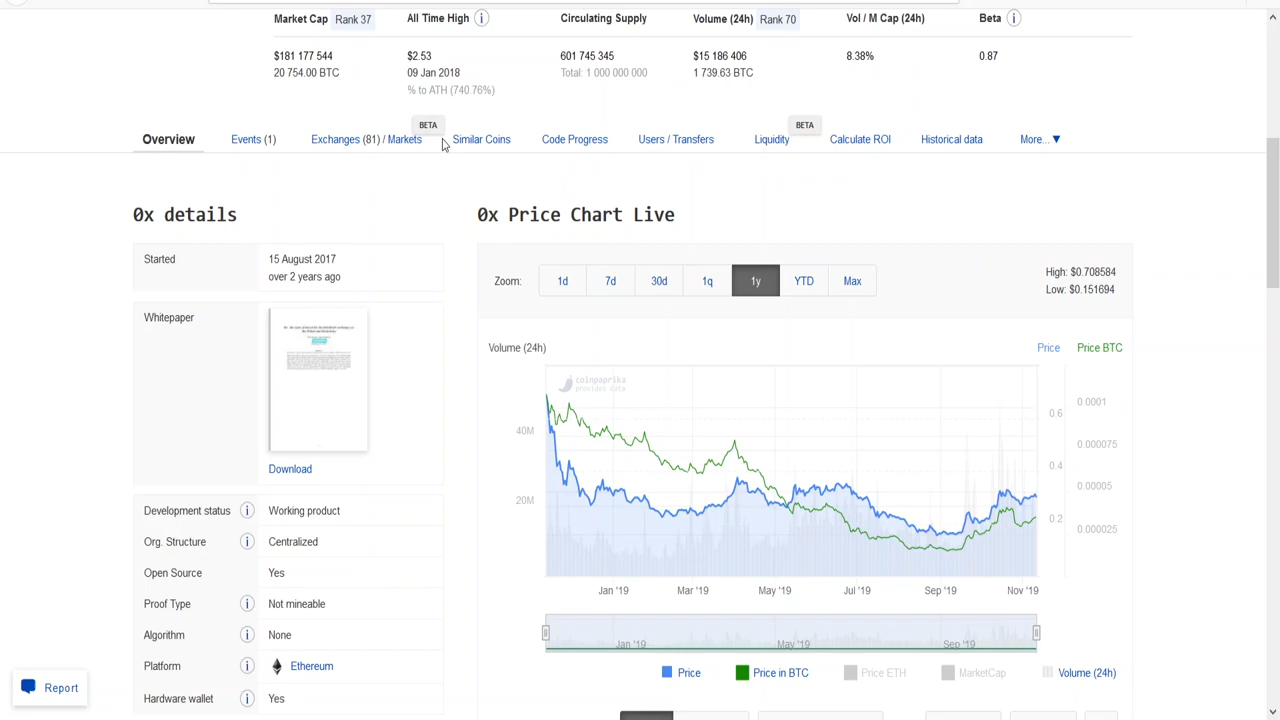 Market Cap Rank 37
All Time High i
Circulating Supply
Volume (24h) Rank 70
Vol / M Cap (24h)
Beta i
$181 177 544
20 754.00 BTC
$2.53
09 Jan 2018
% to ATH (740.76%)
601 745 345
Total: 1 000 000 000
$15 186 406
1 739.63 BTC
8.38%
0.87
BETA
BETA
Overview
Events (1)
Exchanges (81) / Markets
Similar Coins
Code Progress
Users / Transfers
Liquidity
Calculate ROI
Historical data
More... ▼
0x details
Started
15 August 2017
over 2 years ago
Whitepaper
Download
Development status i Working product
Org. Structure i Centralized
Open Source Yes
Proof Type i Not mineable
Algorithm i None
Platform i Ethereum
Hardware wallet i Yes
0x Price Chart Live
Zoom: 1d 7d 30d 1q 1y YTD Max
High: $0.708584
Low: $0.151694
Volume (24h)
Price
Price BTC
coinpaprika
provides data
40M
20M
0.6
0.4
0.2
0.0001
0.000075
0.00005
0.000025
Jan '19 Mar '19 May '19 Jul '19 Sep '19 Nov '19
Jan '19 May '19 Sep '19
Price
Price in BTC
Price ETH
MarketCap
Volume (24h)
Report